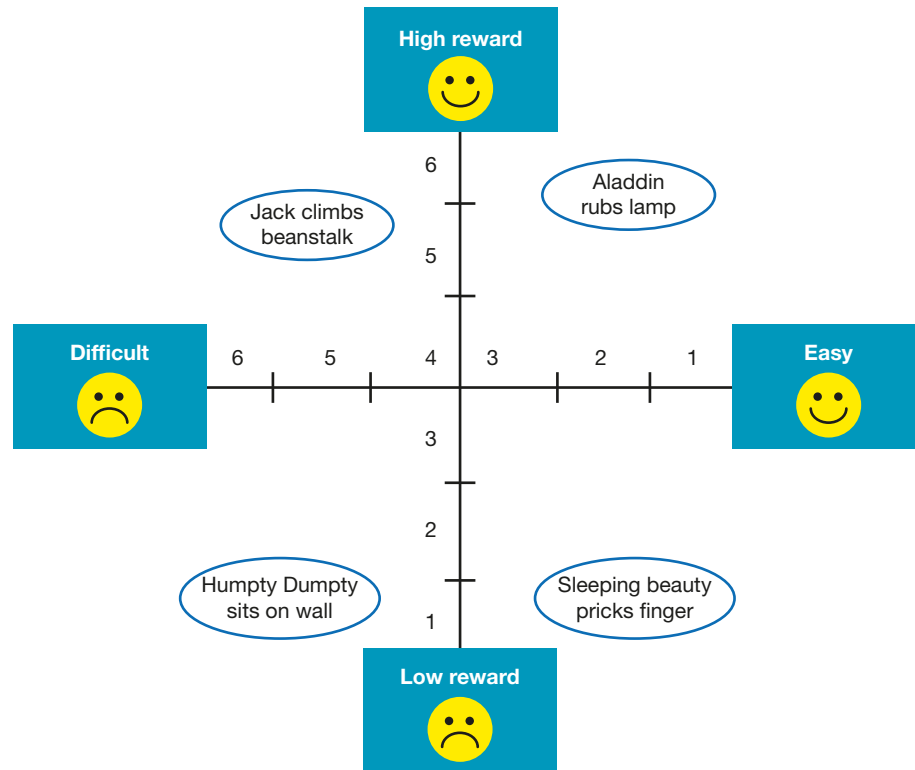 High reward
6
Aladdin
rubs lamp
Jack climbs
beanstalk
5
Difficult
6 5 4 3 2 1
Easy
3
2
Humpty Dumpty
sits on wall
Sleeping beauty
pricks finger
1
Low reward